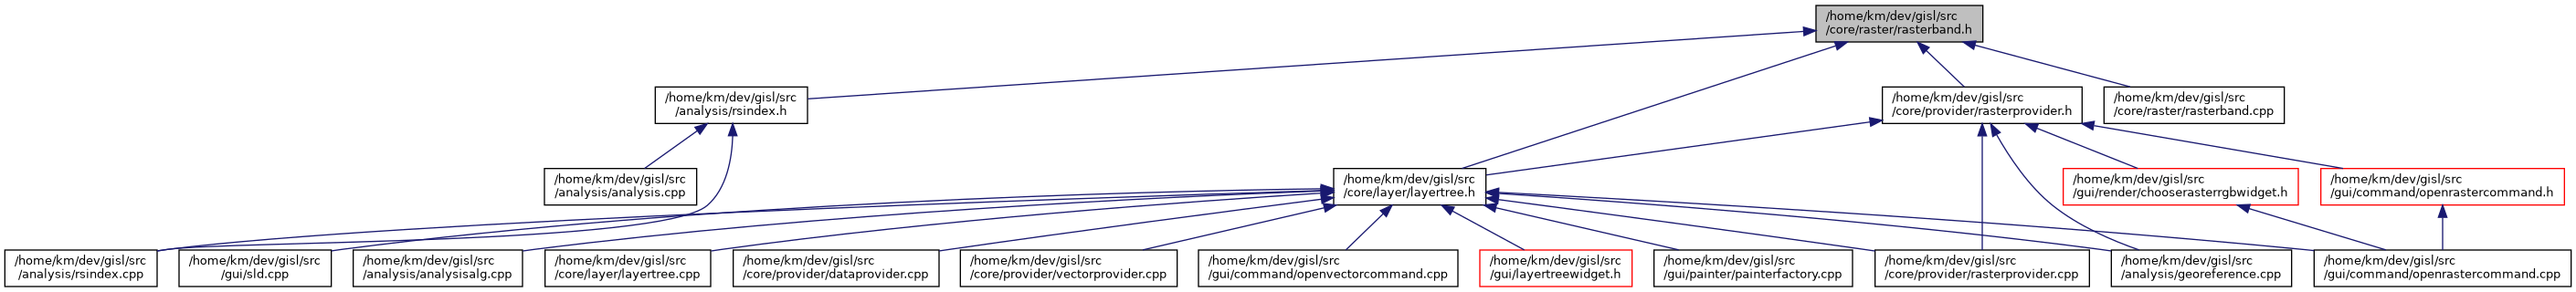 /home/km/dev/gisl/src
/core/raster/rasterband.h
/home/km/dev/gisl/src
/analysis/rsindex.h
/home/km/dev/gisl/src
/core/provider/rasterprovider.h
/home/km/dev/gisl/src
/core/raster/rasterband.cpp
/home/km/dev/gisl/src
/analysis/analysis.cpp
/home/km/dev/gisl/src
/core/layer/layertree.h
/home/km/dev/gisl/src
/gui/render/chooserasterrgbwidget.h
/home/km/dev/gisl/src
/gui/command/openrastercommand.h
/home/km/dev/gisl/src
/analysis/rsindex.cpp
/home/km/dev/gisl/src
/gui/sld.cpp
/home/km/dev/gisl/src
/analysis/analysisalg.cpp
/home/km/dev/gisl/src
/core/layer/layertree.cpp
/home/km/dev/gisl/src
/core/provider/dataprovider.cpp
/home/km/dev/gisl/src
/core/provider/vectorprovider.cpp
/home/km/dev/gisl/src
/gui/command/openvectorcommand.cpp
/home/km/dev/gisl/src
/gui/layertreewidget.h
/home/km/dev/gisl/src
/gui/painter/painterfactory.cpp
/home/km/dev/gisl/src
/core/provider/rasterprovider.cpp
/home/km/dev/gisl/src
/analysis/georeference.cpp
/home/km/dev/gisl/src
/gui/command/openrastercommand.cpp